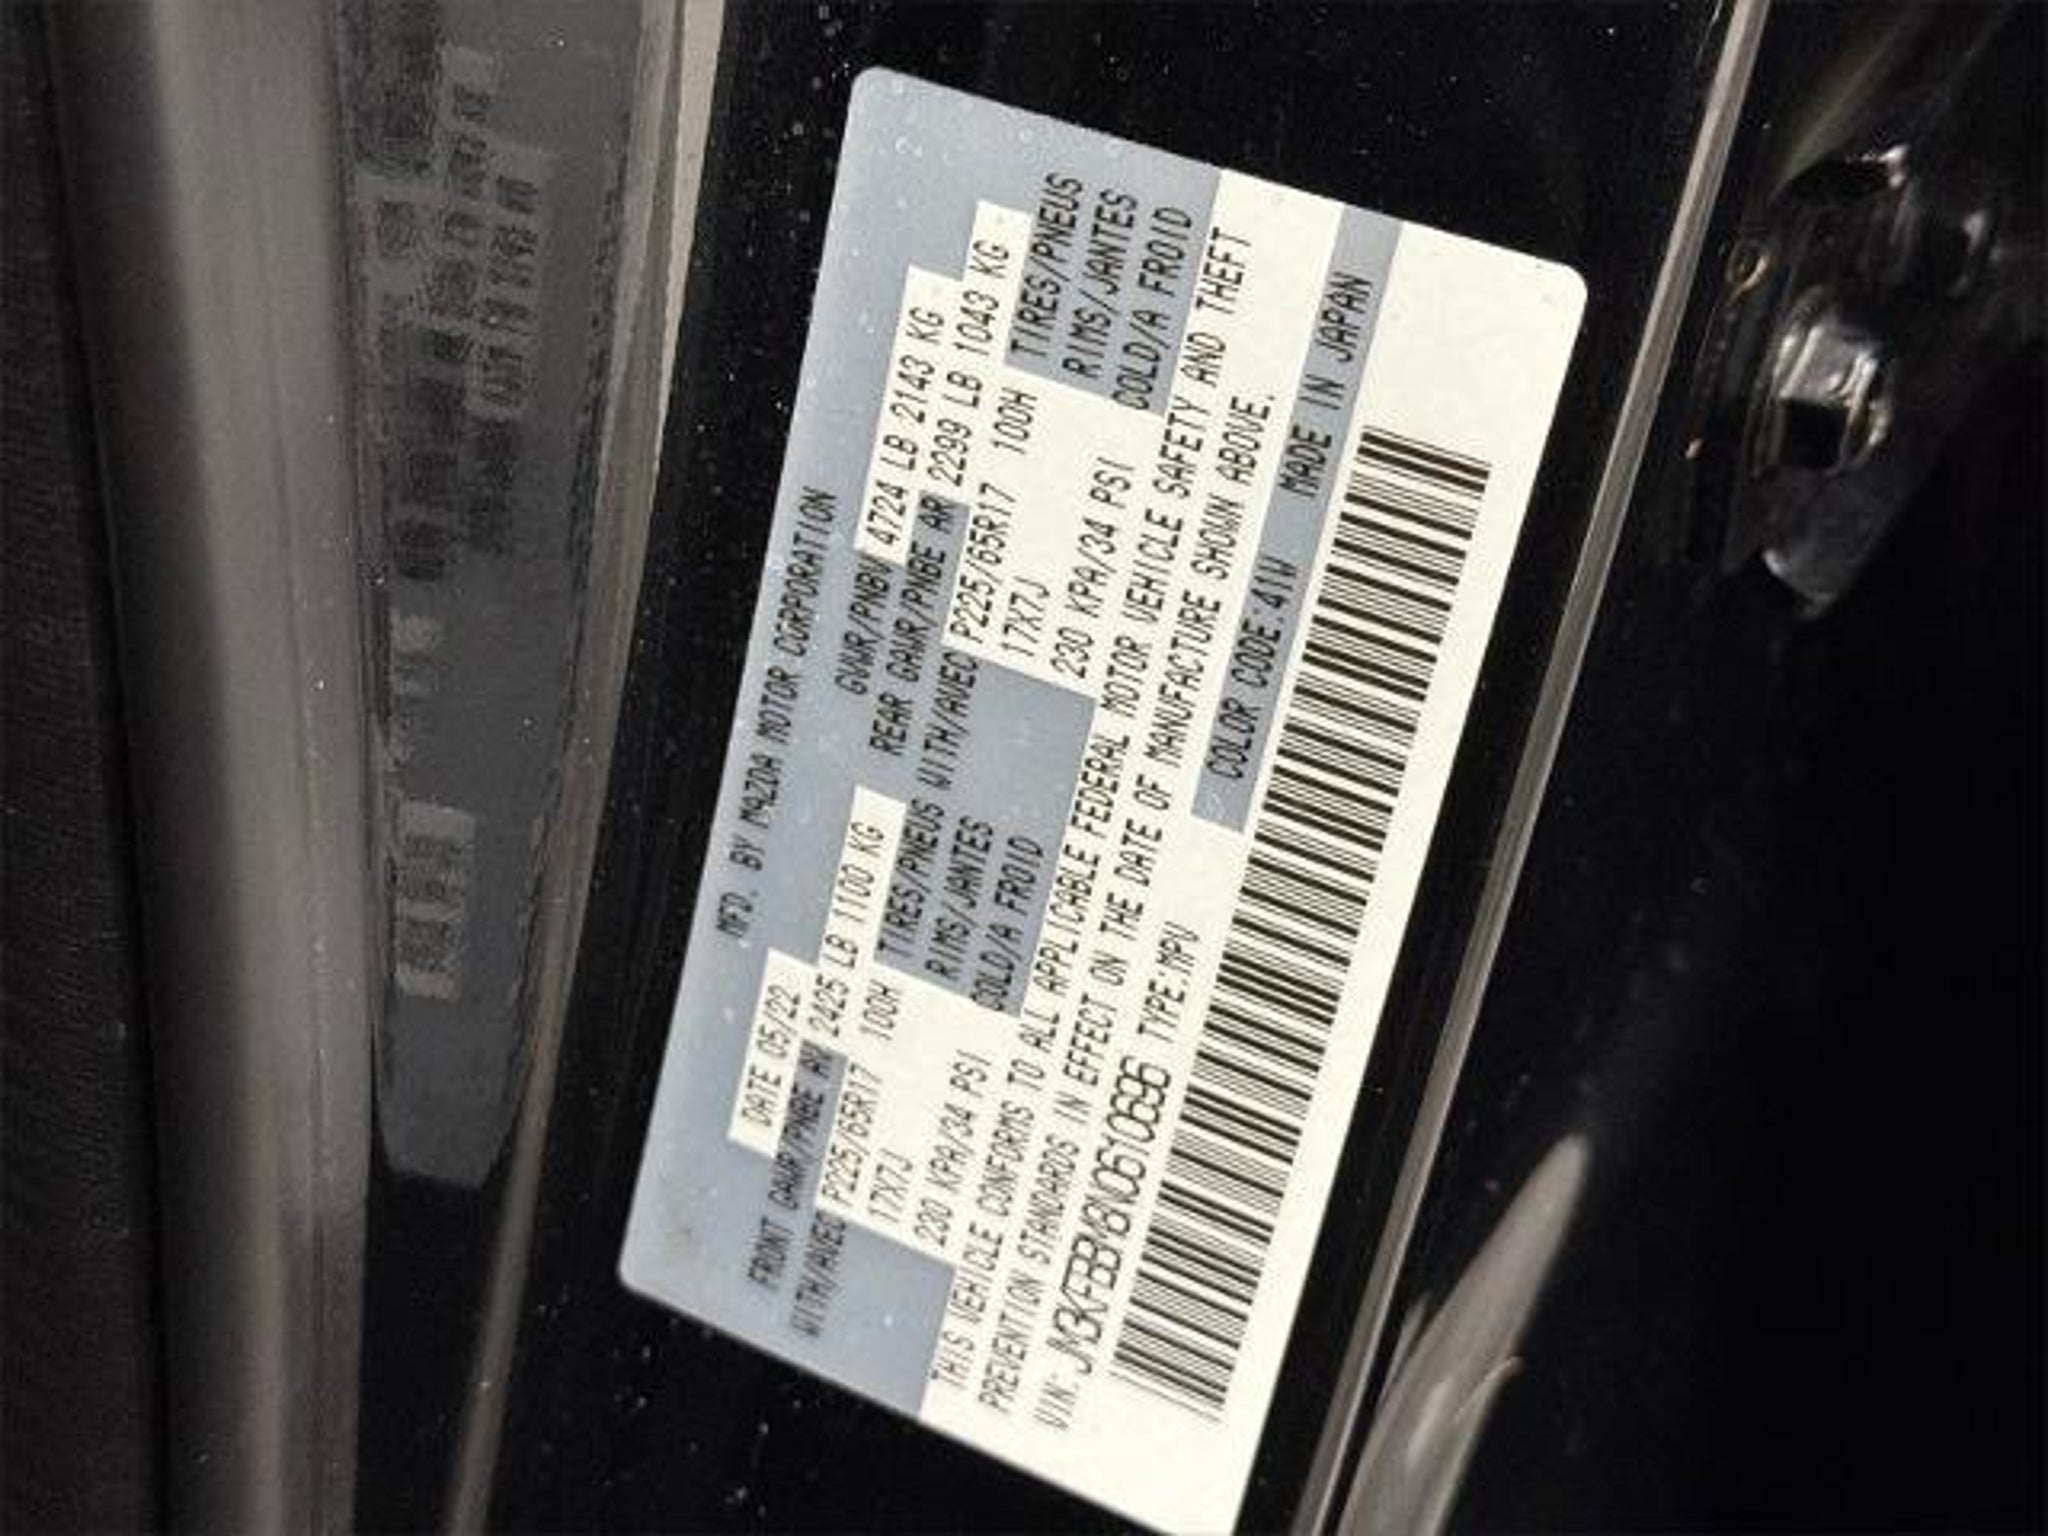 MFD. BY MAZDA MOTOR CORPORATION
DATE 05/22 GVWR/PNBV 4724 LB 2143 KG
FRONT GAWR/PNBE AV 2425 LB 1100 KG REAR GAWR/PNBE AR 2299 LB 1043 KG
WITH/AVEC P225/65R17 100H TIRES/PNEUS WITH/AVEC P225/65R17 100H TIRES/PNEUS
17X7J RIMS/JANTES 17X7J RIMS/JANTES
230 KPA/34 PSI COLD/A FROID 230 KPA/34 PSI COLD/A FROID
THIS VEHICLE CONFORMS TO ALL APPLICABLE FEDERAL MOTOR VEHICLE SAFETY AND THEFT
PREVENTION STANDARDS IN EFFECT ON THE DATE OF MANUFACTURE SHOWN ABOVE.
VIN: JM3KFBBM8N0610696 TYPE:MPV COLOR CODE:41W MADE IN JAPAN